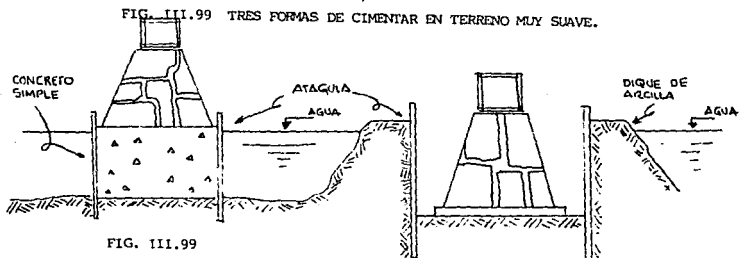 FIG. III.99 TRES FORMAS DE CIMENTAR EN TERRENO MUY SUAVE.
CONCRETO
SIMPLE
ATAGUIA
AGUA
DIQUE DE
ARCILLA
AGUA
FIG. III.99